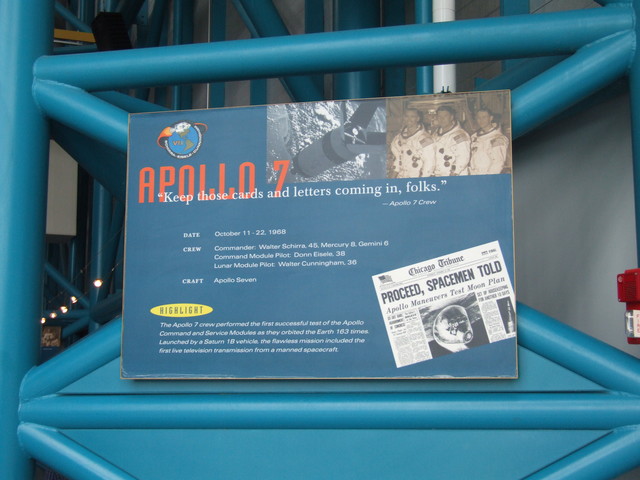 APOLLO 7
"Keep those cards and letters coming in, folks."
— Apollo 7 Crew
DATE October 11 - 22, 1968
CREW Commander: Walter Schirra, 45, Mercury 8, Gemini 6
Command Module Pilot: Donn Eisele, 38
Lunar Module Pilot: Walter Cunningham, 36
CRAFT Apollo Seven
HIGHLIGHT
The Apollo 7 crew performed the first successful test of the Apollo
Command and Service Modules as they orbited the Earth 163 times.
Launched by a Saturn 1B vehicle, the flawless mission included the
first live television transmission from a manned spacecraft.
Chicago Tribune
PROCEED, SPACEMEN TOLD
Apollo Maneuvers Test Moon Plan